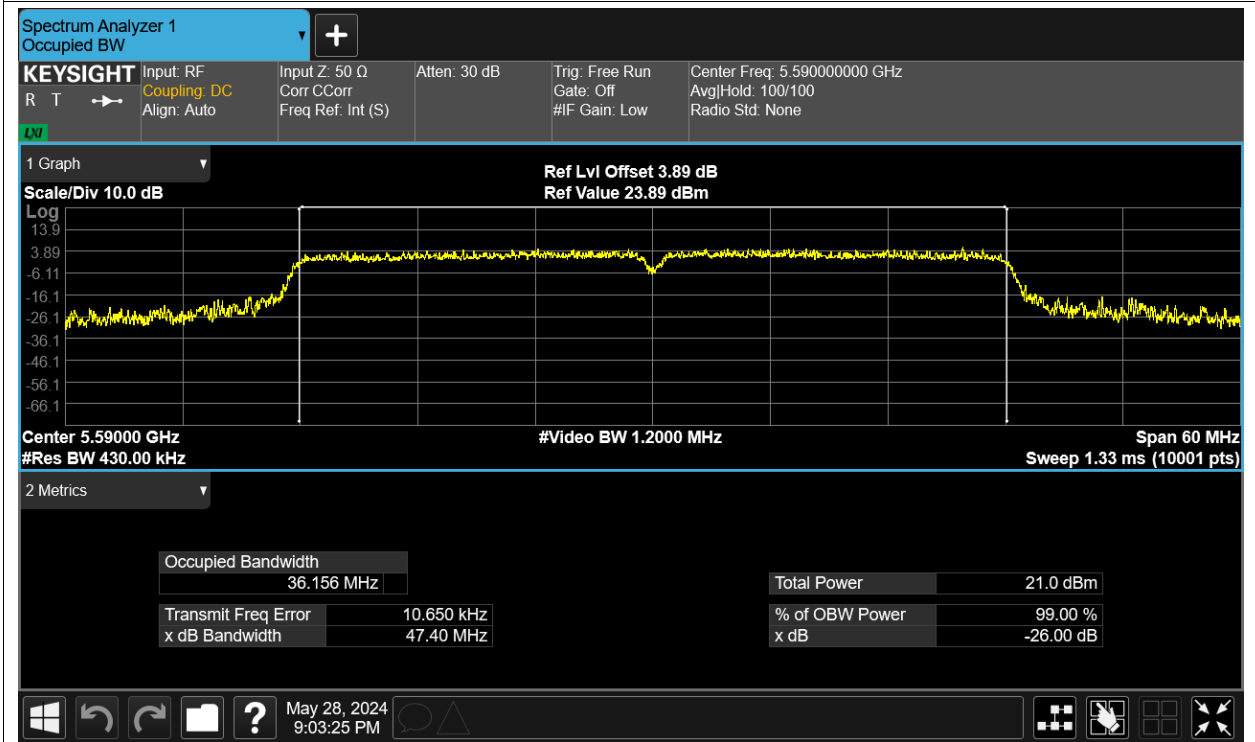 Spectrum Analyzer 1
Occupied BW
KEYSIGHT
R T
LXI
Input: RF
Coupling: DC
Align: Auto
Input Z: 50 Ω
Corr CCorr
Freq Ref: Int (S)
Atten: 30 dB
Trig: Free Run
Gate: Off
#IF Gain: Low
Center Freq: 5.590000000 GHz
Avg|Hold: 100/100
Radio Std: None
1 Graph
Scale/Div 10.0 dB
Ref Lvl Offset 3.89 dB
Ref Value 23.89 dBm
Log
13.9
3.89
-6.11
-16.1
-26.1
-36.1
-46.1
-56.1
-66.1
Center 5.59000 GHz
#Video BW 1.2000 MHz
Span 60 MHz
#Res BW 430.00 kHz
Sweep 1.33 ms (10001 pts)
2 Metrics
Occupied Bandwidth
36.156 MHz
Total Power 21.0 dBm
Transmit Freq Error 10.650 kHz
% of OBW Power 99.00 %
x dB Bandwidth 47.40 MHz
x dB -26.00 dB
?
May 28, 2024
9:03:25 PM